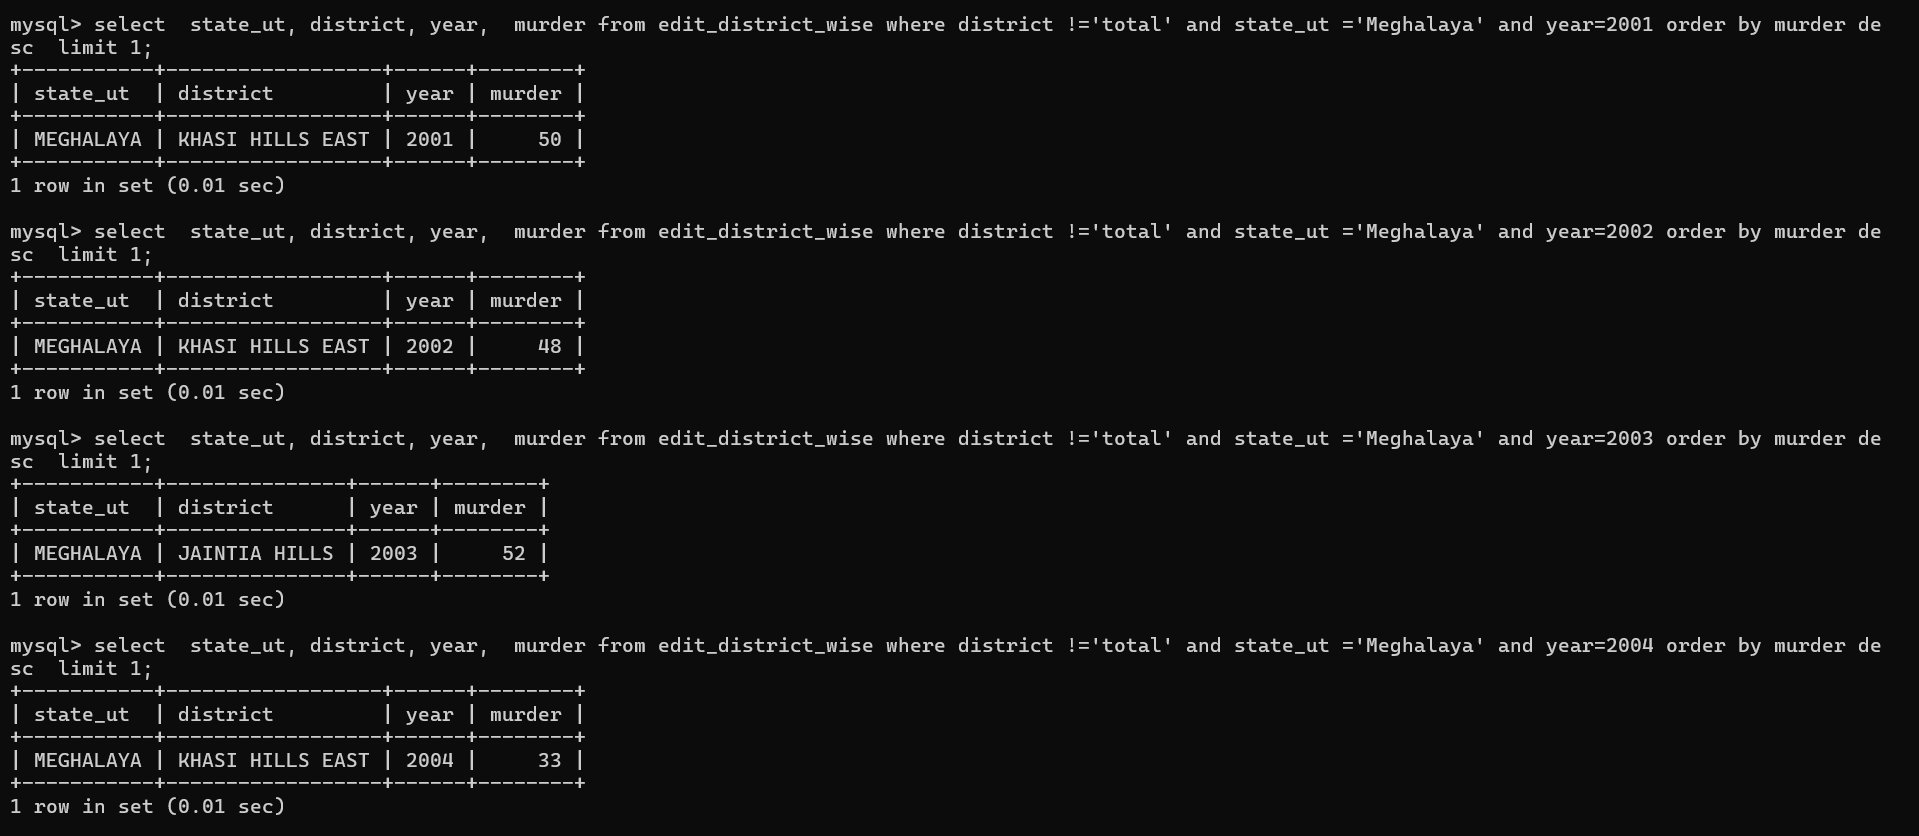 mysql> select  state_ut, district, year,  murder from edit_district_wise where district !='total' and state_ut ='Meghalaya' and year=2001 order by murder de
sc  limit 1;
+-----------+------------------+------+--------+
| state_ut  | district         | year | murder |
+-----------+------------------+------+--------+
| MEGHALAYA | KHASI HILLS EAST | 2001 |     50 |
+-----------+------------------+------+--------+
1 row in set (0.01 sec)

mysql> select  state_ut, district, year,  murder from edit_district_wise where district !='total' and state_ut ='Meghalaya' and year=2002 order by murder de
sc  limit 1;
+-----------+------------------+------+--------+
| state_ut  | district         | year | murder |
+-----------+------------------+------+--------+
| MEGHALAYA | KHASI HILLS EAST | 2002 |     48 |
+-----------+------------------+------+--------+
1 row in set (0.01 sec)

mysql> select  state_ut, district, year,  murder from edit_district_wise where district !='total' and state_ut ='Meghalaya' and year=2003 order by murder de
sc  limit 1;
+-----------+---------------+------+--------+
| state_ut  | district      | year | murder |
+-----------+---------------+------+--------+
| MEGHALAYA | JAINTIA HILLS | 2003 |     52 |
+-----------+---------------+------+--------+
1 row in set (0.01 sec)

mysql> select  state_ut, district, year,  murder from edit_district_wise where district !='total' and state_ut ='Meghalaya' and year=2004 order by murder de
sc  limit 1;
+-----------+------------------+------+--------+
| state_ut  | district         | year | murder |
+-----------+------------------+------+--------+
| MEGHALAYA | KHASI HILLS EAST | 2004 |     33 |
+-----------+------------------+------+--------+
1 row in set (0.01 sec)